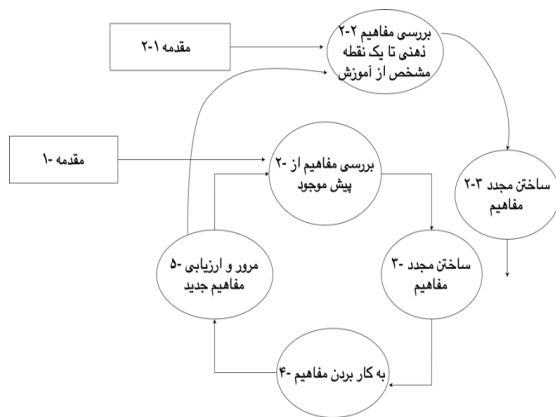 ۲-۱ مقدمه
۲-۲ بررسی مفاهیم
ذهنی تا یک نقطه
مشخص از آموزش
۱- مقدمه
۲- بررسی مفاهیم از
پیش موجود
۲-۳ ساختن مجدد
مفاهیم
۳- ساختن مجدد
مفاهیم
۵- مرور و ارزیابی
مفاهیم جدید
۴- به کار بردن مفاهیم